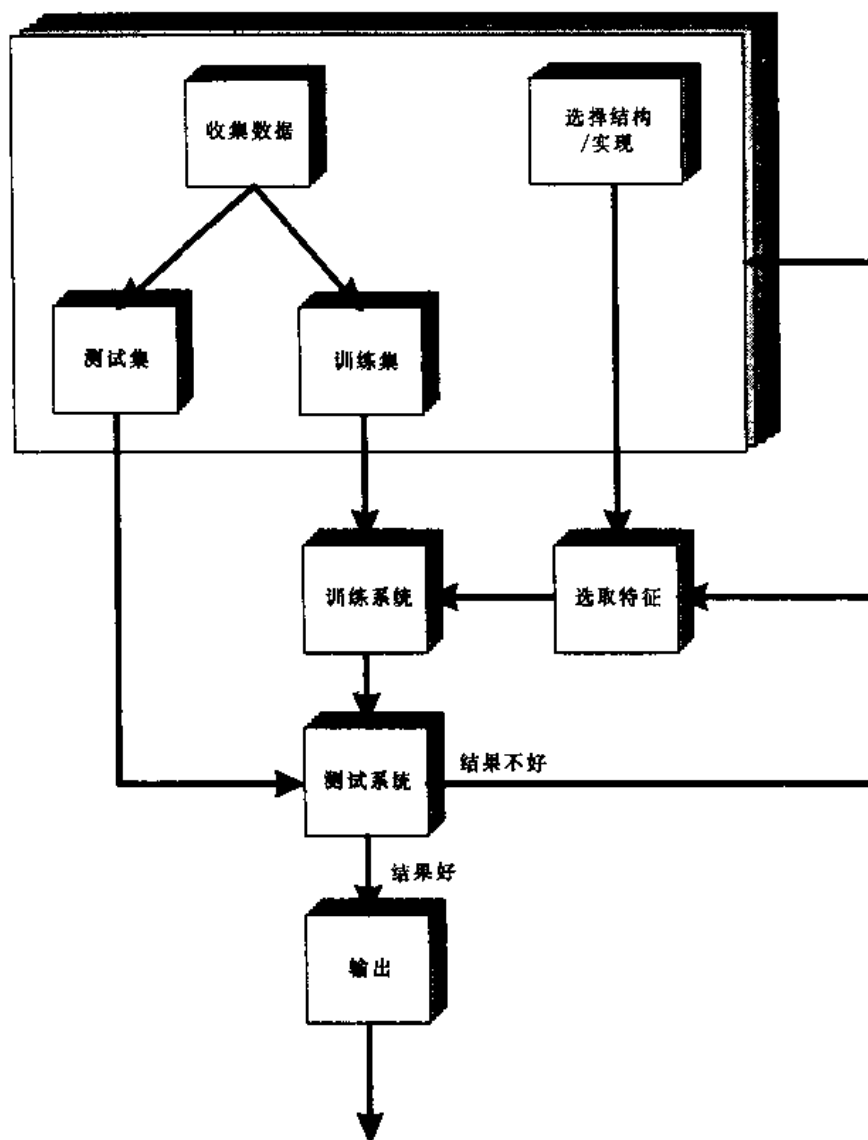 收集数据
选择结构
/实现
测试集
训练集
训练系统
选取特征
测试系统
结果不好
结果好
输出